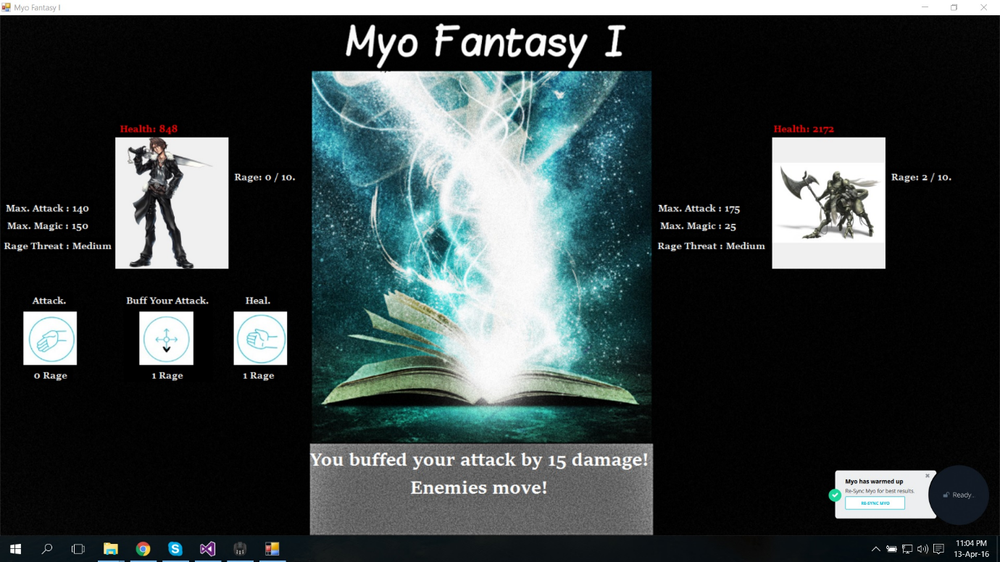 Myo Fantasy I
Myo Fantasy I
Health: 848
Rage: 0 / 10.
Max. Attack : 140
Max. Magic : 150
Rage Threat : Medium
Attack.
Buff Your Attack.
Heal.
0 Rage
1 Rage
1 Rage
Health: 2172
Rage: 2 / 10.
Max. Attack : 175
Max. Magic : 25
Rage Threat : Medium
You buffed your attack by 15 damage!
Enemies move!
Myo has warmed up
Re-Sync Myo for best results.
RE-SYNC MYO
Ready..
11:04 PM
13-Apr-16